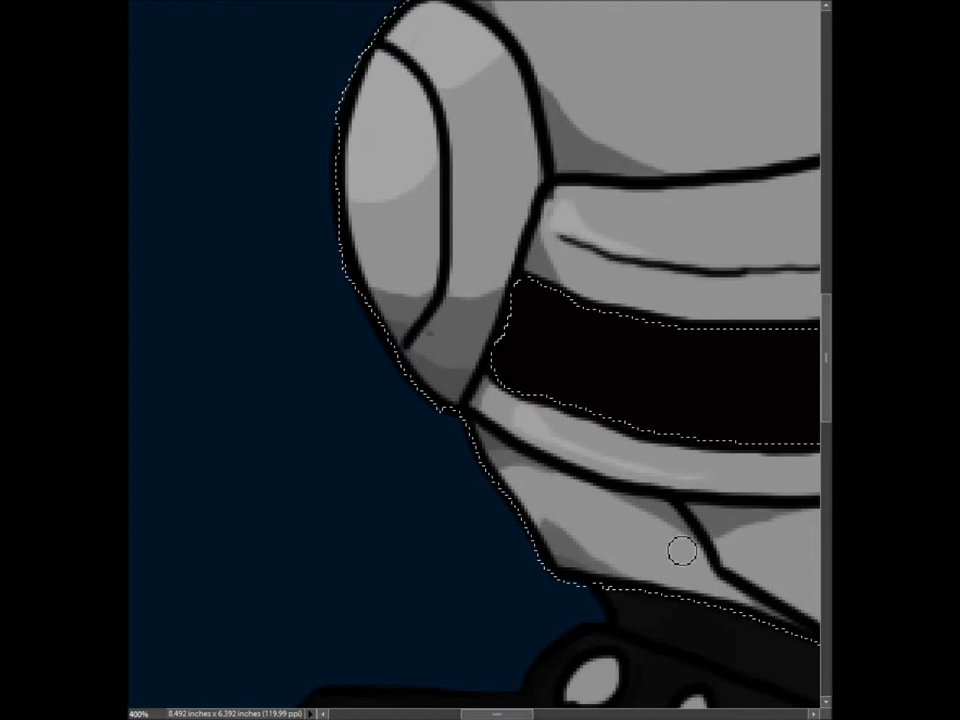 400% 8.492 inches x 6.392 inches (119.99 ppi)